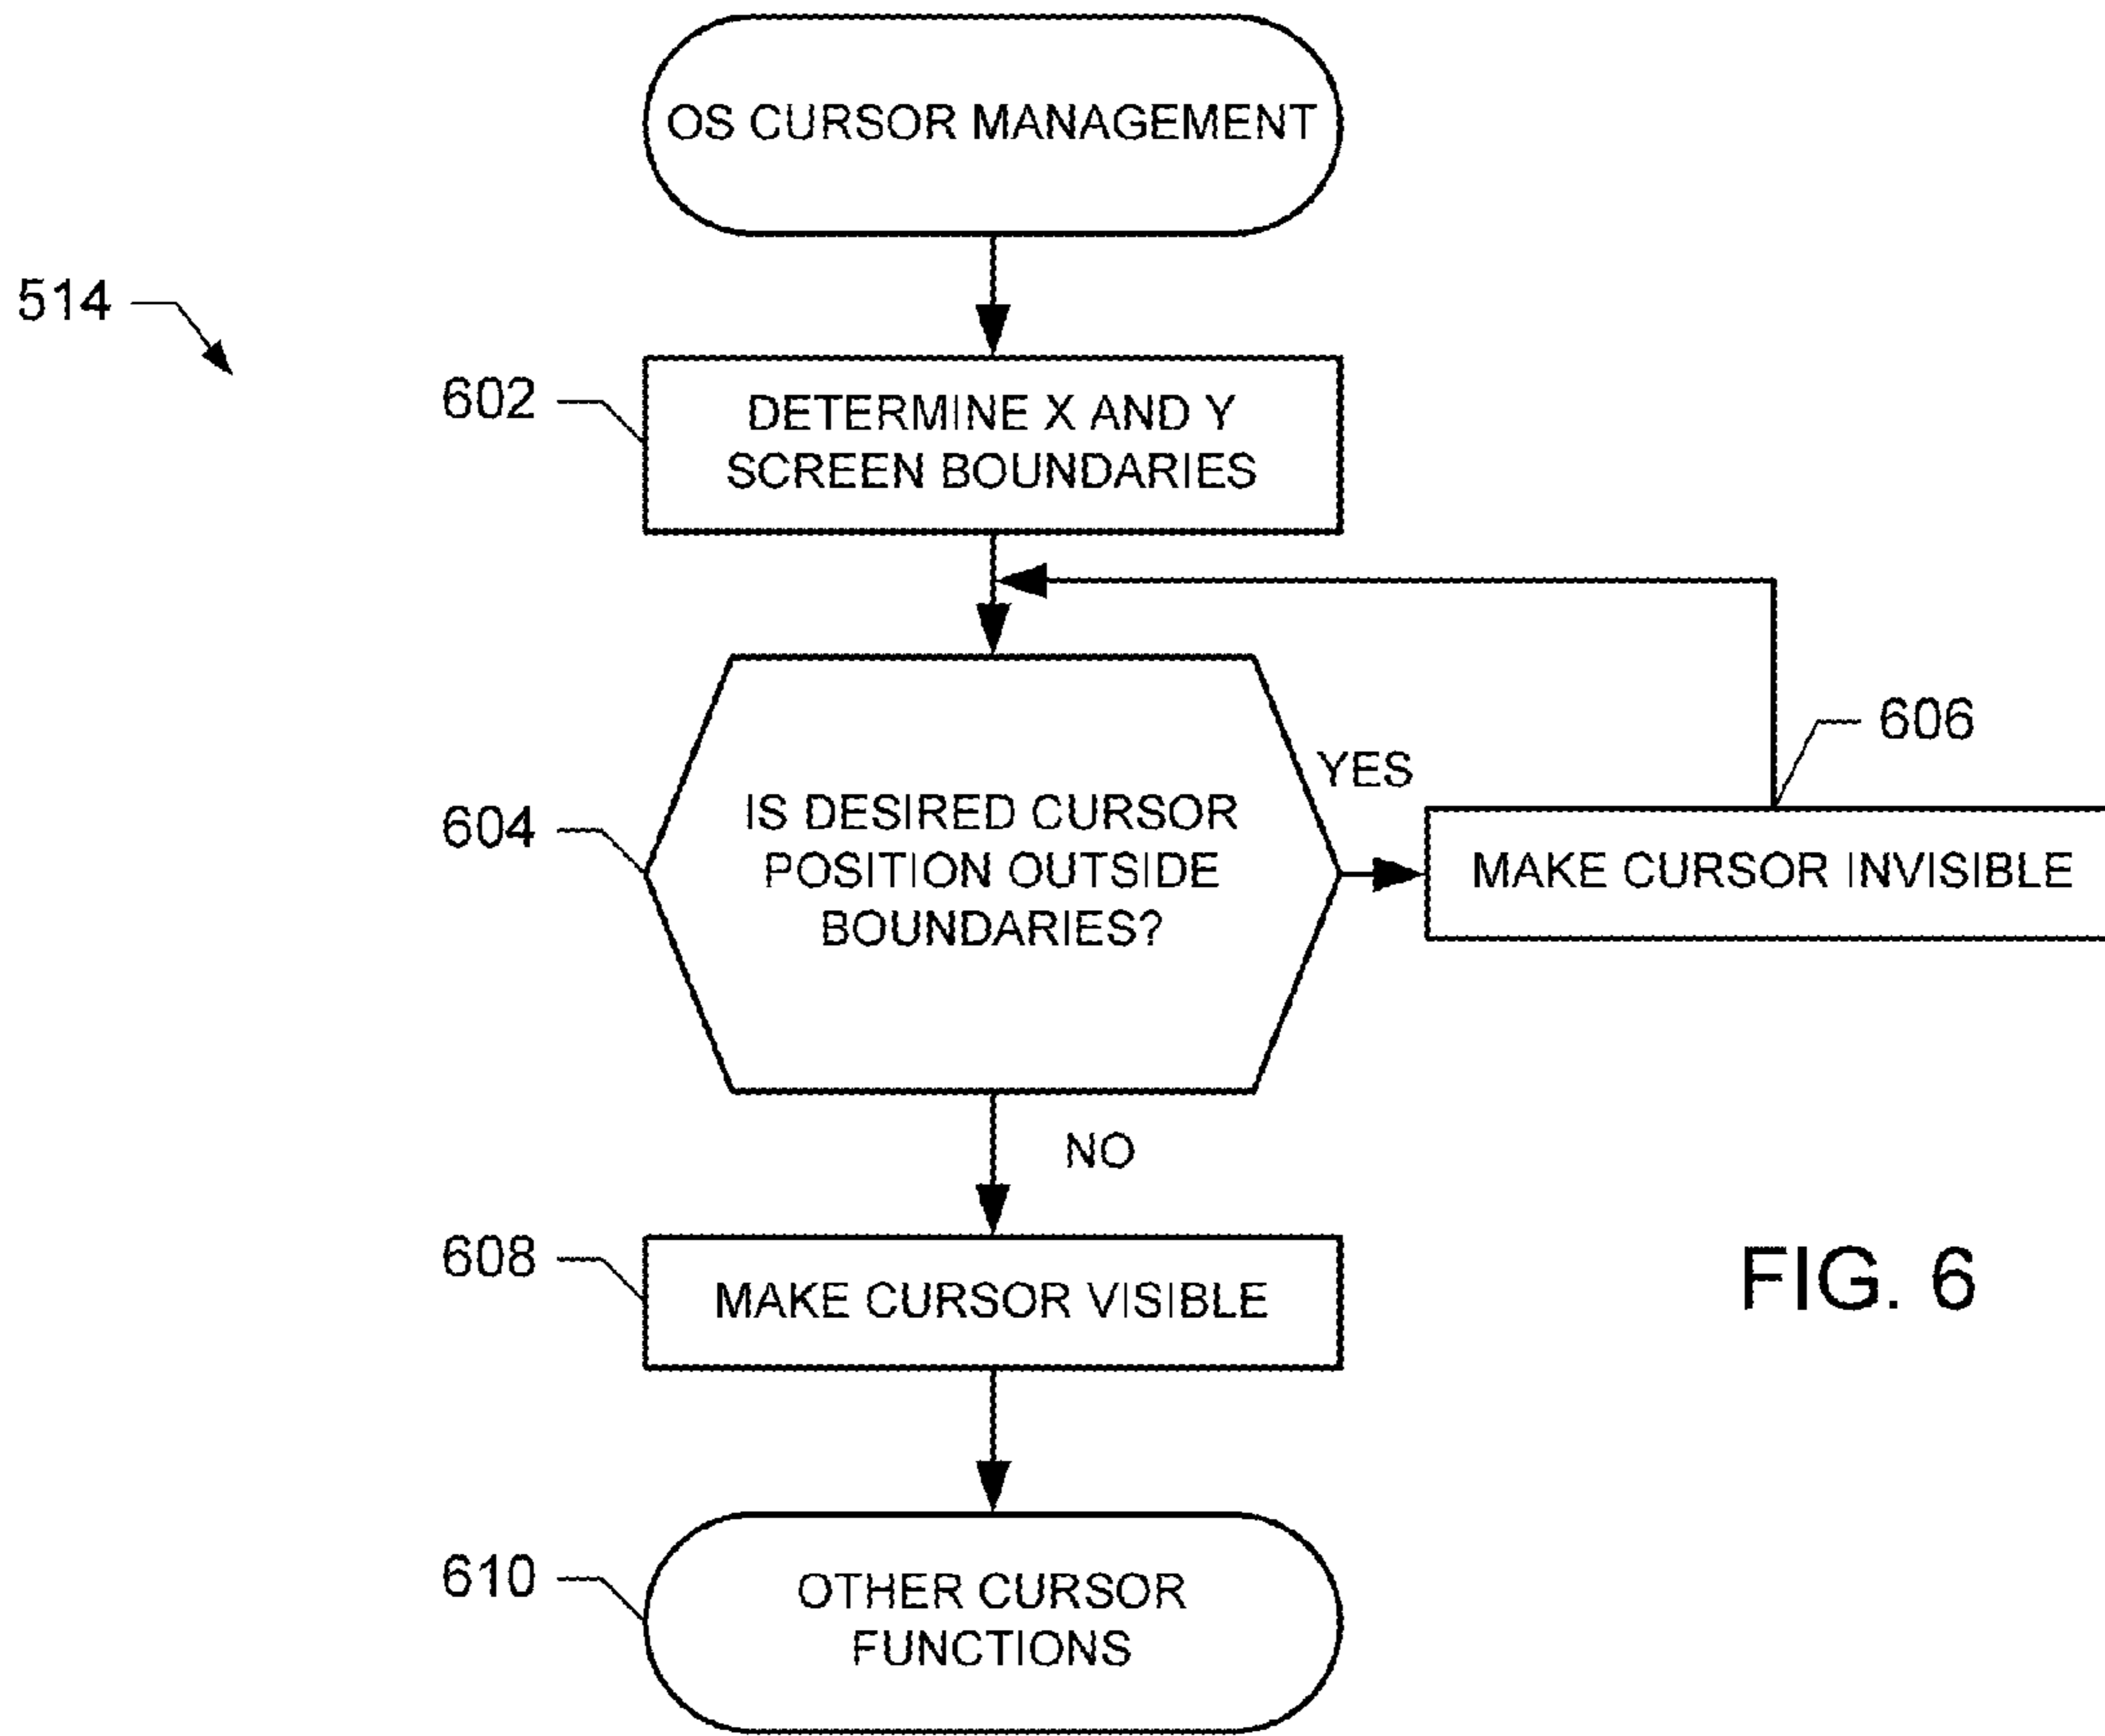 OS CURSOR MANAGEMENT
514
602
DETERMINE X AND Y
SCREEN BOUNDARIES
606
YES
604
IS DESIRED CURSOR
POSITION OUTSIDE
BOUNDARIES?
MAKE CURSOR INVISIBLE
NO
608
MAKE CURSOR VISIBLE
FIG. 6
610
OTHER CURSOR
FUNCTIONS